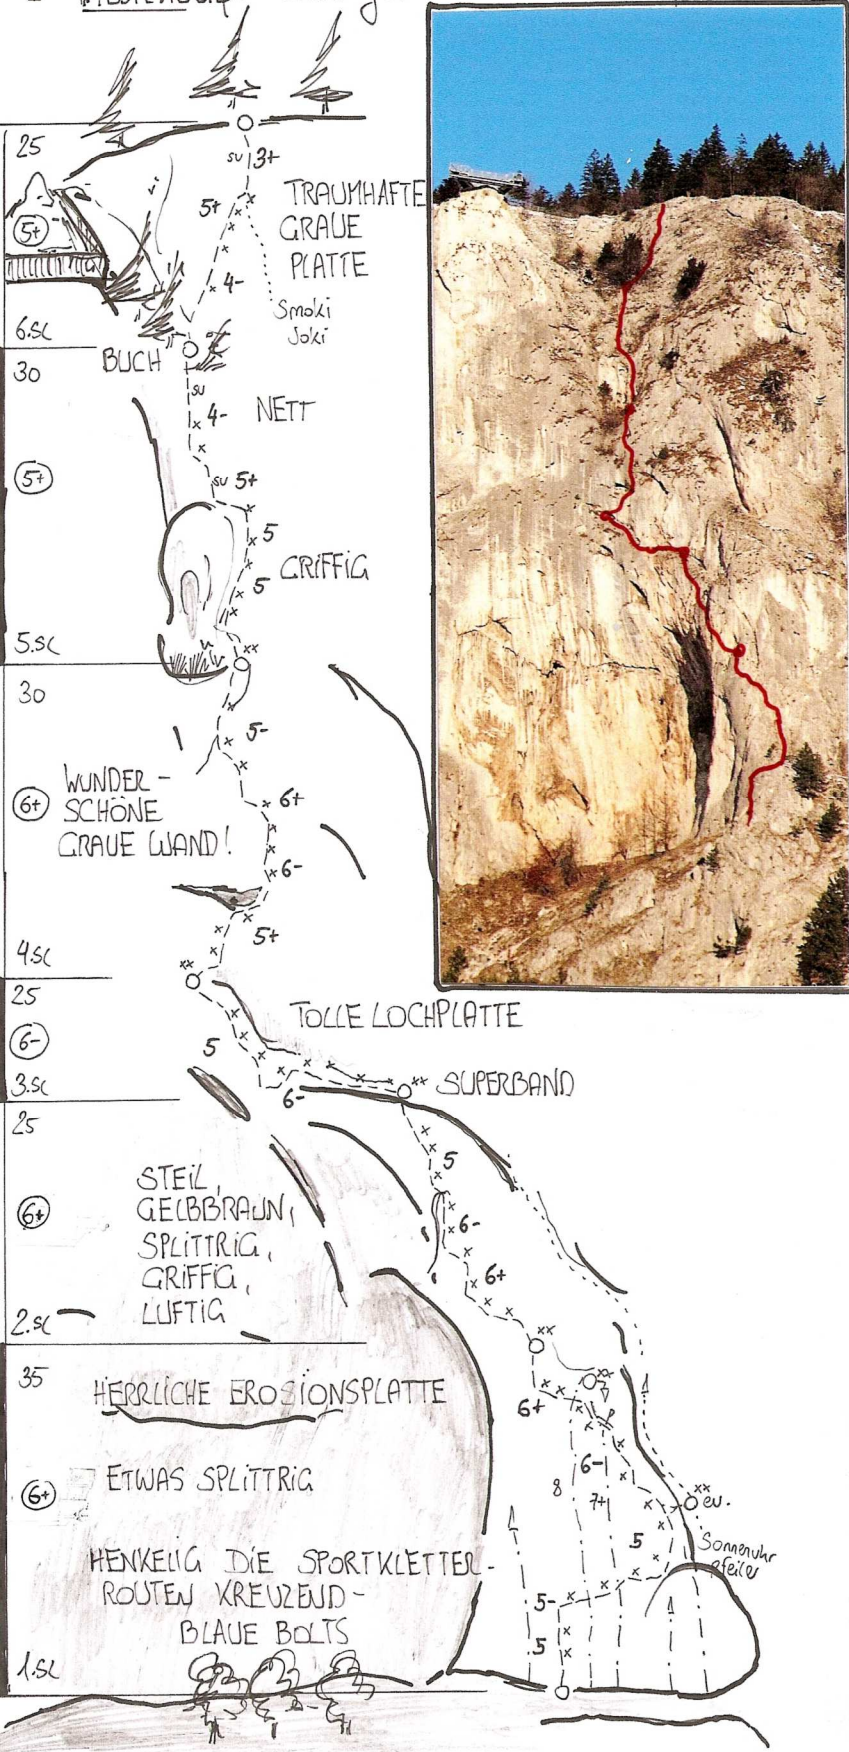 25
SU 3+
5+
TRAUMHAFTE
GRAUE
PLATTE
5+
4-
Smoki
Joki
6.SL
BUCH
30
SU
4-
NETT
5+
SU 5+
5
GRIFFIG
5
5.SL
30
5-
WUNDER-
SCHÖNE
GRAUE WAND!
6+
6+
6-
5+
4.SL
25
TOLLE LOCHPLATTE
6-
5
3.SL
SUPERBAND
6-
25
5
STEIL,
GELBBRAUN,
SPLITTRIG,
GRIFFIG,
LUFTIG
6+
6-
6+
2.SL
35
HERRLICHE EROSIONSPLATTE
6+
6-
ETWAS SPLITTRIG
8
7+
6+
ev.
5
Sonnenuhr
pfeiler
HENKELIG DIE SPORTKLETTER-
ROUTEN KREUZEND-
BLAUE BOLTS
5-
5
1.SL